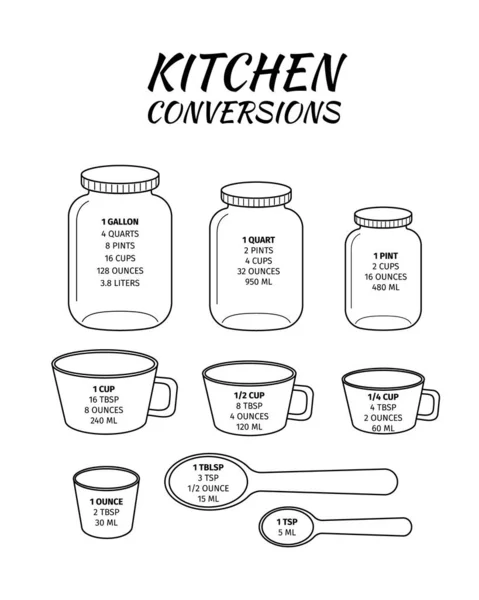 KITCHEN
CONVERSIONS
1 GALLON
4 QUARTS
8 PINTS
16 CUPS
128 OUNCES
3.8 LITERS
1 QUART
2 PINTS
4 CUPS
32 OUNCES
950 ML
1 PINT
2 CUPS
16 OUNCES
480 ML
1 CUP
16 TBSP
8 OUNCES
240 ML
1/2 CUP
8 TBSP
4 OUNCES
120 ML
1/4 CUP
4 TBSP
2 OUNCES
60 ML
1 OUNCE
2 TBSP
30 ML
1 TBLSP
3 TSP
1/2 OUNCE
15 ML
1 TSP
5 ML